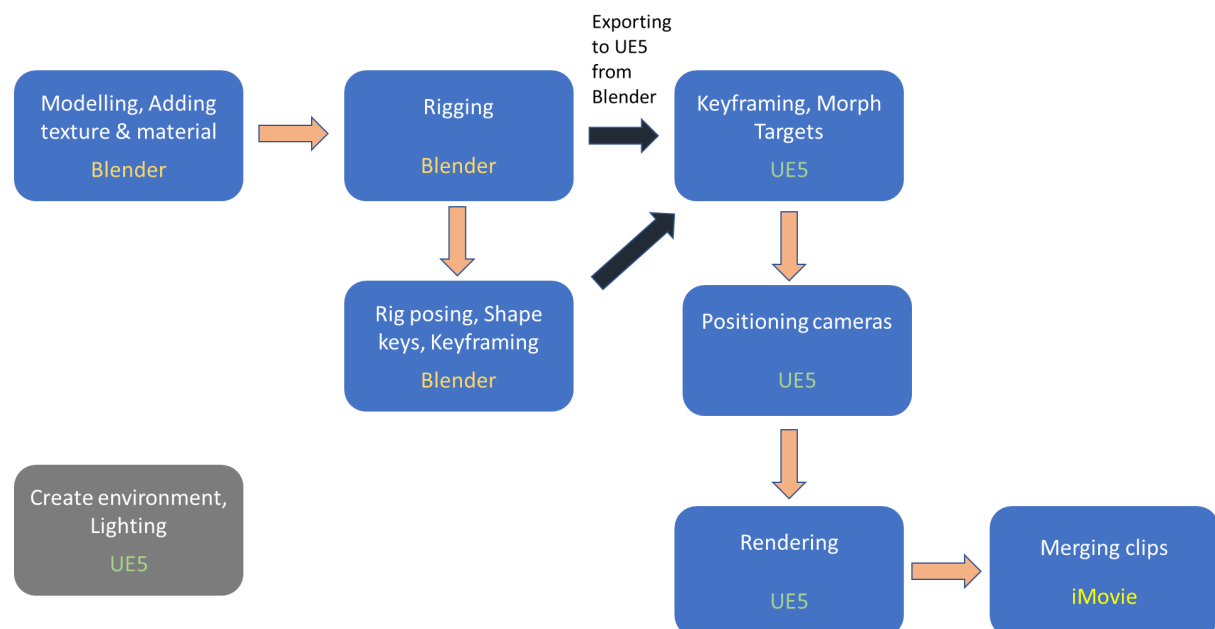 Exporting
to UE5
from
Blender
Modelling, Adding
texture & material
Blender
Rigging
Blender
Keyframing, Morph
Targets
UE5
Rig posing, Shape
keys, Keyframing
Blender
Positioning cameras
UE5
Create environment,
Lighting
UE5
Rendering
UE5
Merging clips
iMovie